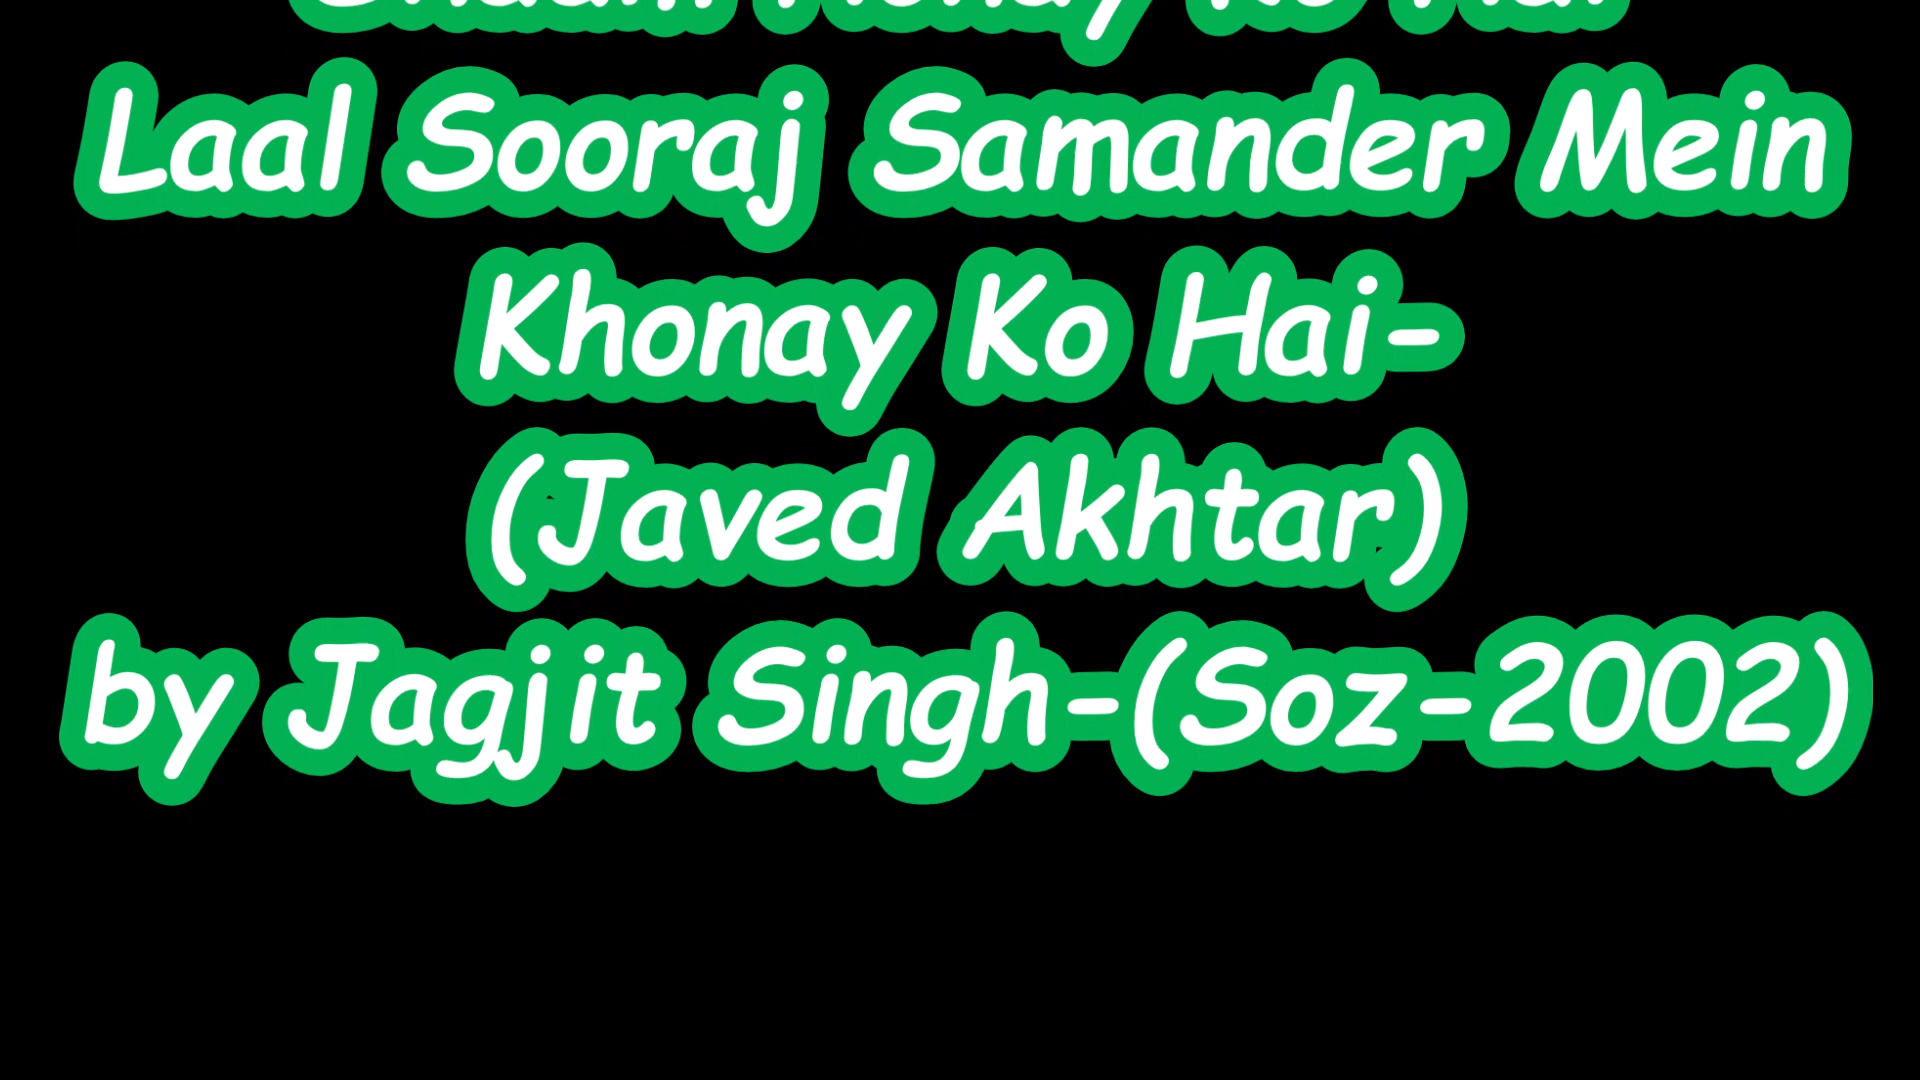 Laal Sooraj Samander Mein
Khonay Ko Hai-
(Javed Akhtar)
by Jagjit Singh-(Soz-2002)